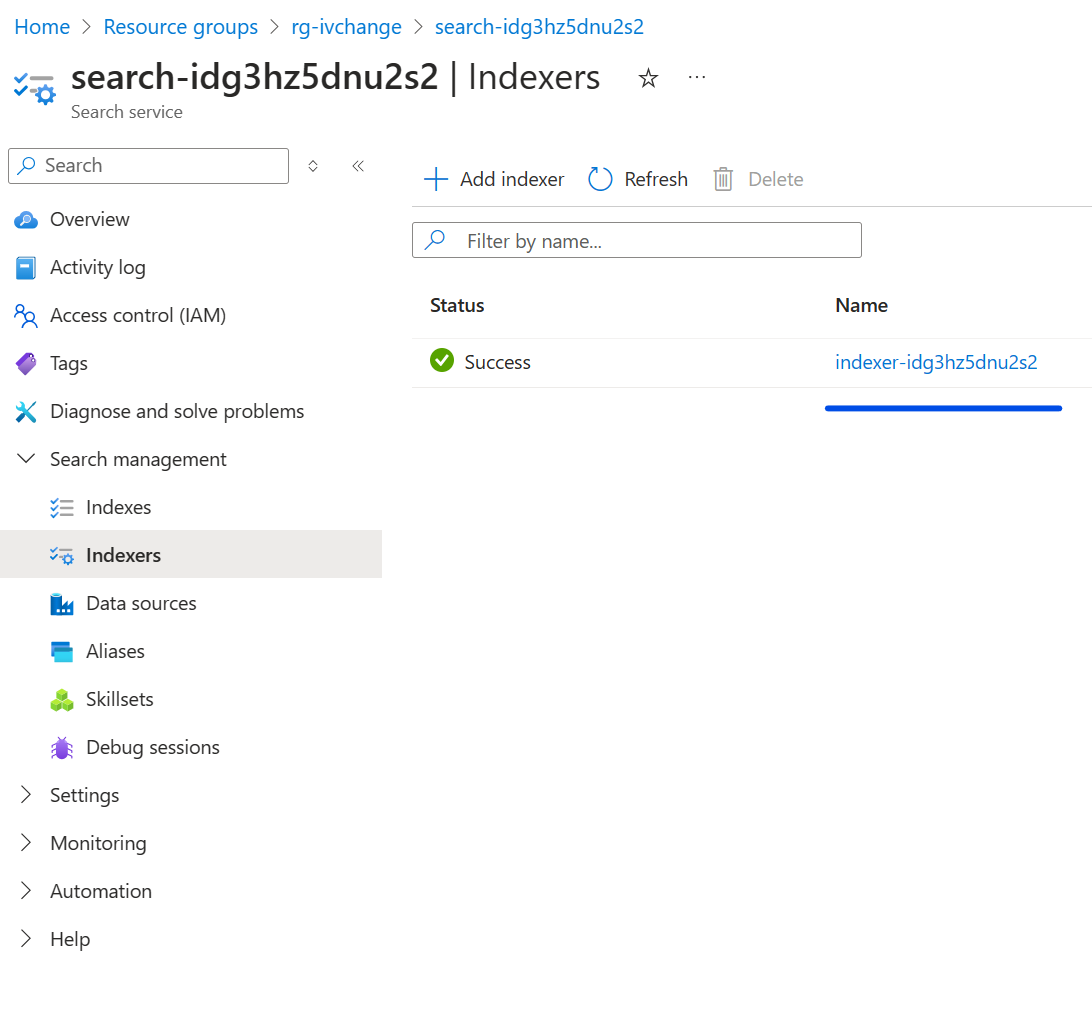 Home > Resource groups > rg-ivchange > search-idg3hz5dnu2s2
search-idg3hz5dnu2s2 | Indexers
Search service
Search
Add indexer Refresh Delete
Filter by name...
Overview
Activity log
Access control (IAM)
Tags
Diagnose and solve problems
Search management
Indexes
Indexers
Data sources
Aliases
Skillsets
Debug sessions
Settings
Monitoring
Automation
Help
Status Name
Success indexer-idg3hz5dnu2s2